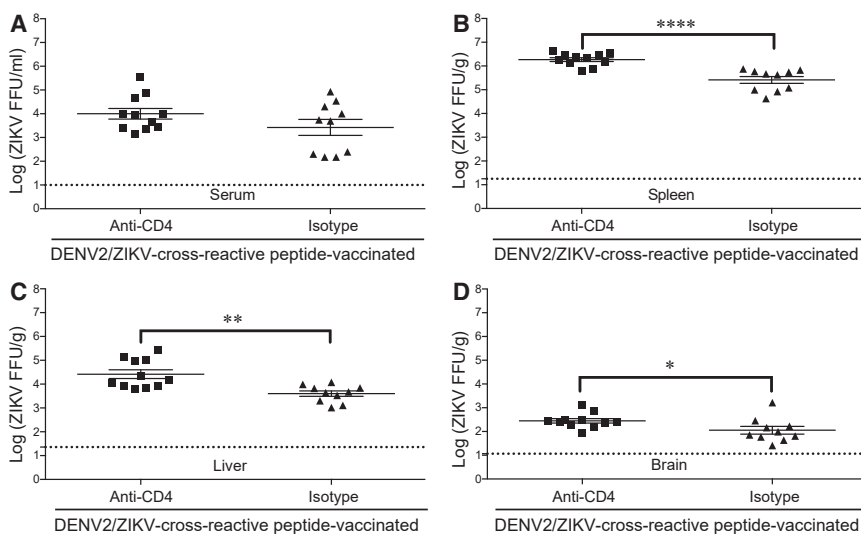 A
Log (ZIKV FFU/ml)
8
7
6
5
4
3
2
1
0
Serum
Anti-CD4 Isotype
DENV2/ZIKV-cross-reactive peptide-vaccinated
B
Log (ZIKV FFU/g)
8
7
6
5
4
3
2
1
0
****
Spleen
Anti-CD4 Isotype
DENV2/ZIKV-cross-reactive peptide-vaccinated
C
Log (ZIKV FFU/g)
8
7
6
5
4
3
2
1
0
**
Liver
Anti-CD4 Isotype
DENV2/ZIKV-cross-reactive peptide-vaccinated
D
Log (ZIKV FFU/g)
8
7
6
5
4
3
2
1
0
*
Brain
Anti-CD4 Isotype
DENV2/ZIKV-cross-reactive peptide-vaccinated